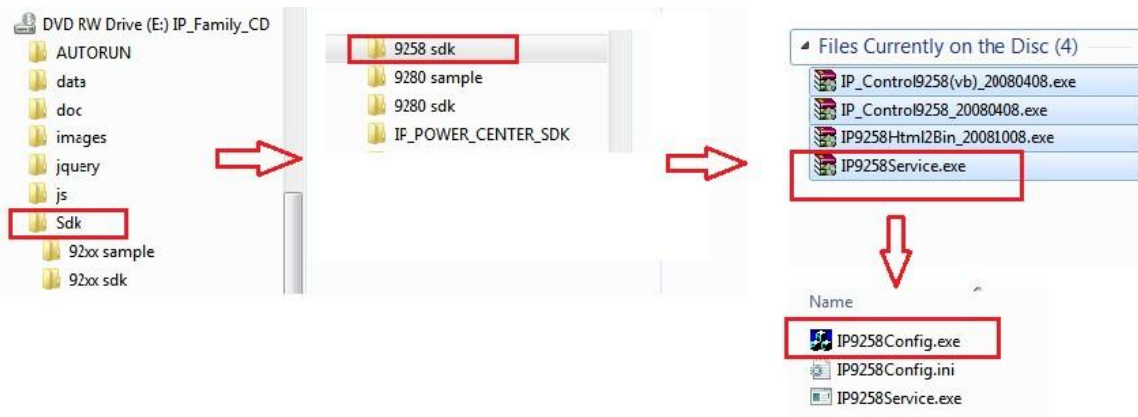 DVD RW Drive (E:) IP_Family_CD
AUTORUN
data
doc
images
jquery
js
Sdk
92xx sample
92xx sdk
9258 sdk
9280 sample
9280 sdk
IF_POWER_CENTER_SDK
Files Currently on the Disc (4)
IP_Control9258(vb)_20080408.exe
IP_Control9258_20080408.exe
IP9258Html2Bin_20081008.exe
IP9258Service.exe
Name
IP9258Config.exe
IP9258Config.ini
IP9258Service.exe